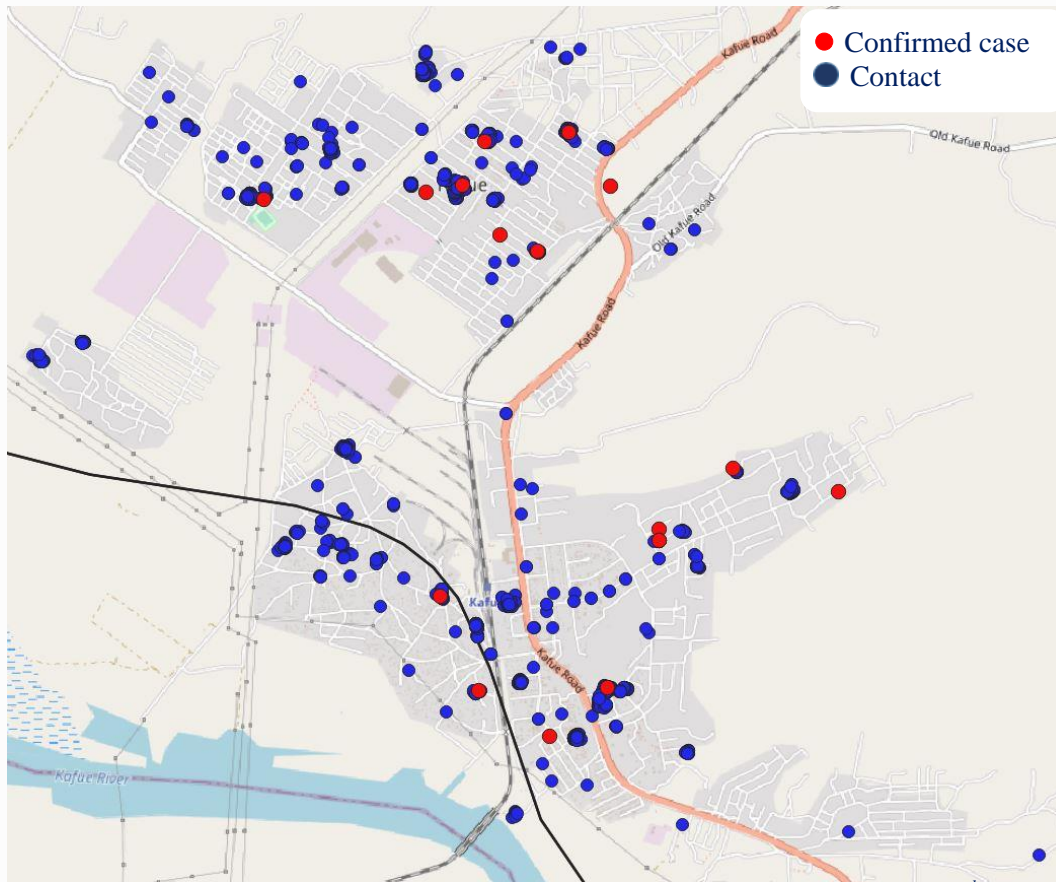 Confirmed case
Contact
Kafue Road
Old Kafue Road
Old Kafue Road
Kafue Road
Kafue Road
Kafue River